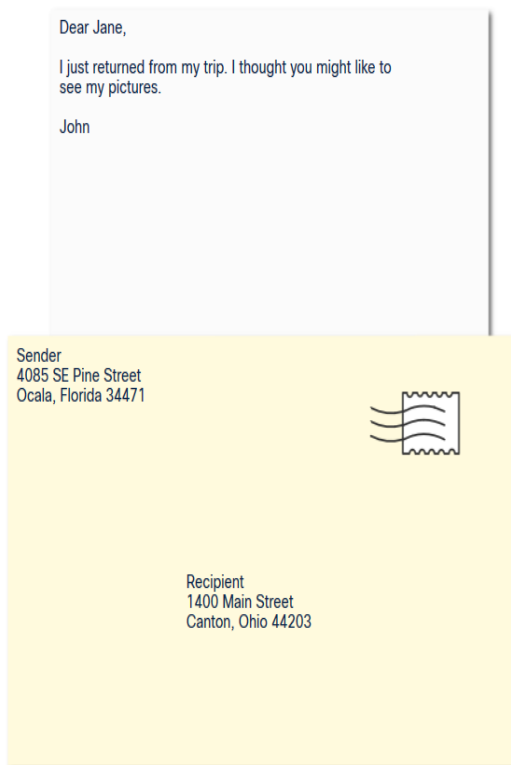 Dear Jane,
I just returned from my trip. I thought you might like to
see my pictures.
John
Sender
4085 SE Pine Street
Ocala, Florida 34471
Recipient
1400 Main Street
Canton, Ohio 44203